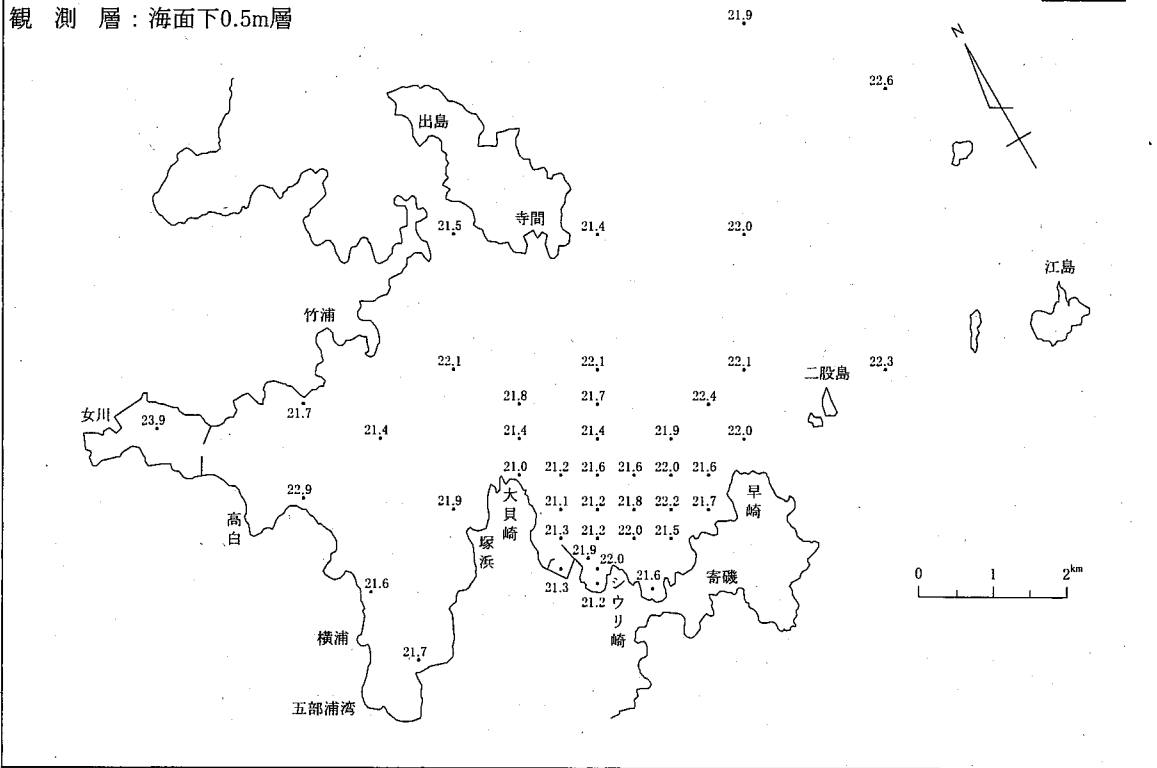 観測層：海面下0.5m層
21.9
N
22.6
出島
寺間
21.5 21.4 22.0
江島
竹浦
22.1 22.1 22.1 22.3
二股島
21.8 21.7 22.4
女川
23.9 21.7
21.4 21.4 21.4 21.9 22.0
21.0 21.2 21.6 21.6 22.0 21.6
22.9 21.9 21.1 21.2 21.8 22.2 21.7
大貝崎
早崎
高白
21.3 21.2 22.0 21.5
塚浜
21.9 22.0
21.6 21.3 21.6
寄磯
21.2
シウリ崎
0 1 2km
横浦
21.7
五部浦湾